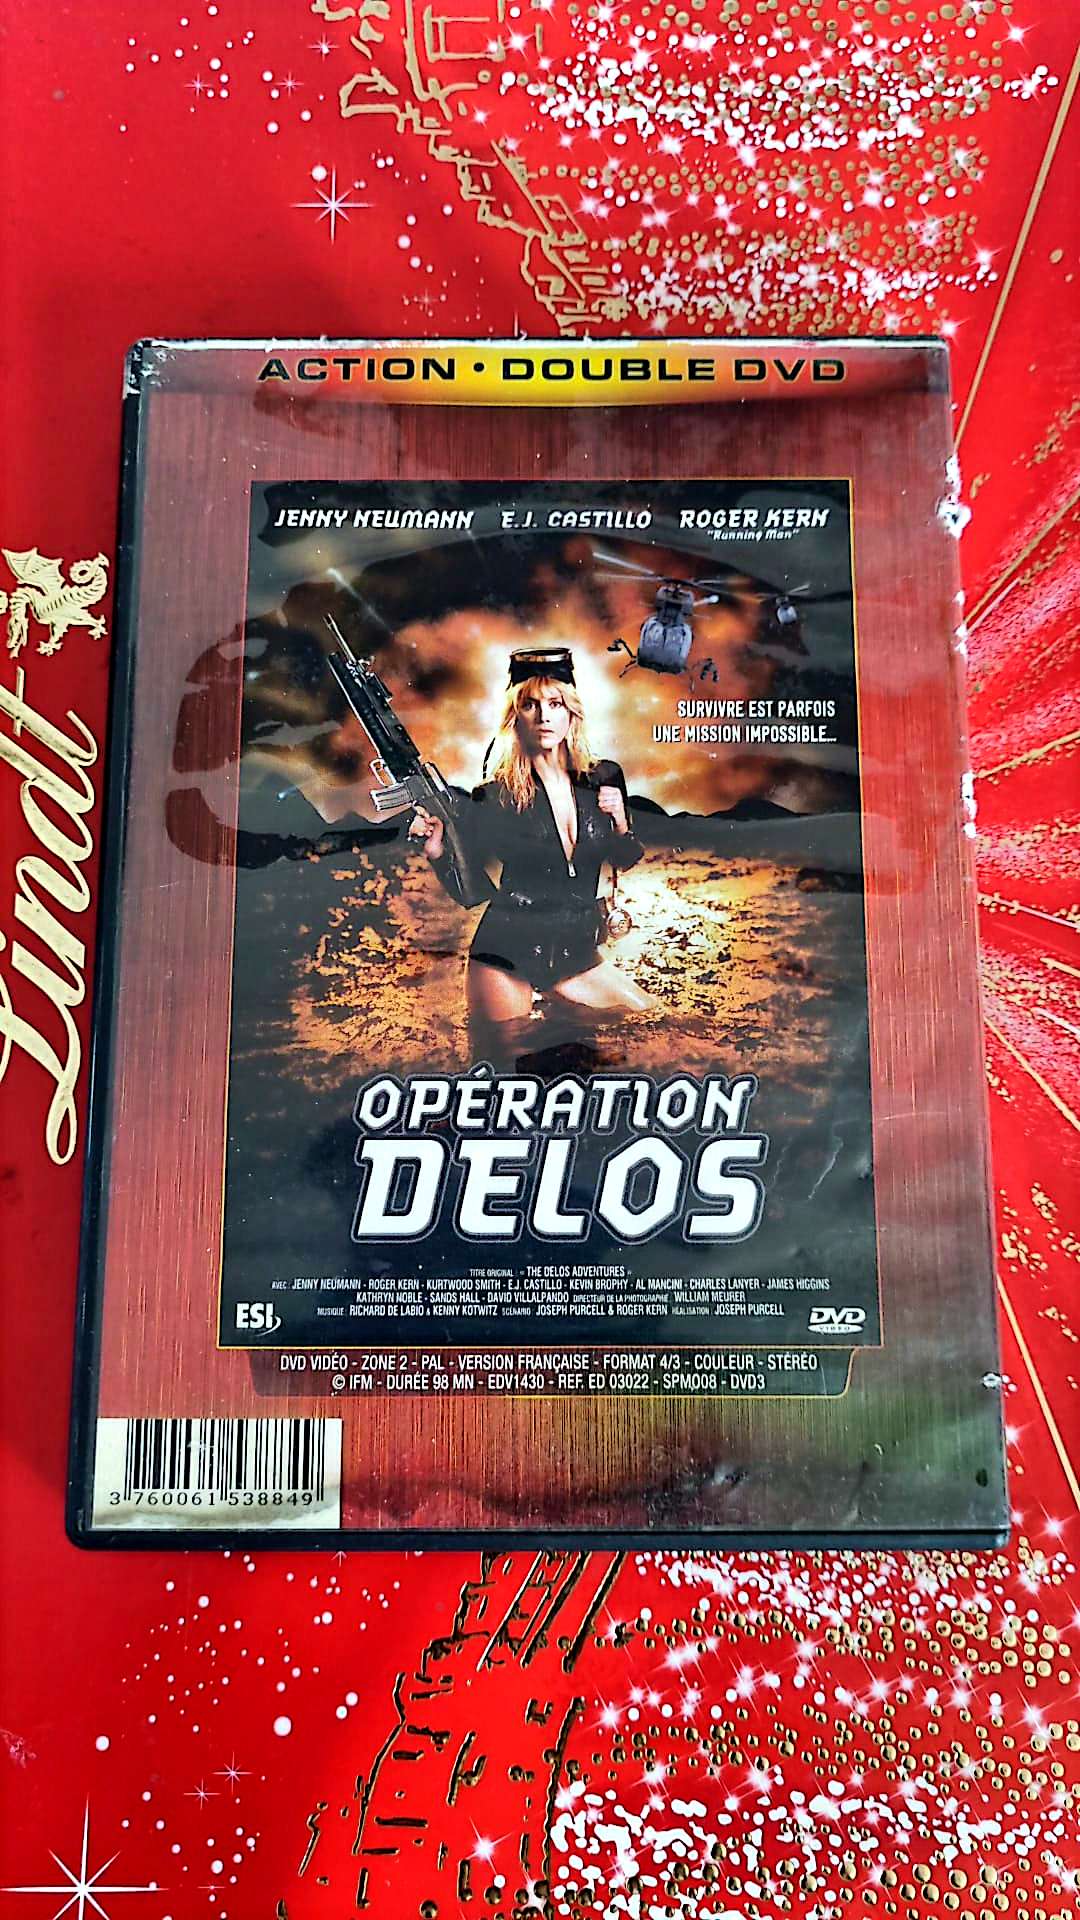 ACTION • DOUBLE DVD
JENNY NEUMANN E.J. CASTILLO ROGER KERN
"Running Man"
SURVIVRE EST PARFOIS
UNE MISSION IMPOSSIBLE...
Lindt
OPÉRATION
DELOS
TITRE ORIGINAL : « THE DELOS ADVENTURES »
AVEC : JENNY NEUMANN - ROGER KERN - KURTWOOD SMITH - E.J. CASTILLO - KEVIN BROPHY - AL MANCINI - CHARLES LANYER - JAMES HIGGINS
KATHRYN NOBLE - SANDS HALL - DAVID VILLALPANDO DIRECTEUR DE LA PHOTOGRAPHIE WILLIAM MEURER
MUSIQUE RICHARD DE LABIO & KENNY KOTWITZ SCÉNARIO JOSEPH PURCELL & ROGER KERN RÉALISATION JOSEPH PURCELL
ESI
DVD
VIDEO
DVD VIDÉO - ZONE 2 - PAL - VERSION FRANÇAISE - FORMAT 4/3 - COULEUR - STÉRÉO
© IFM - DURÉE 98 MN - EDV1430 - REF. ED 03022 - SPM008 - DVD3
3 760061 538849